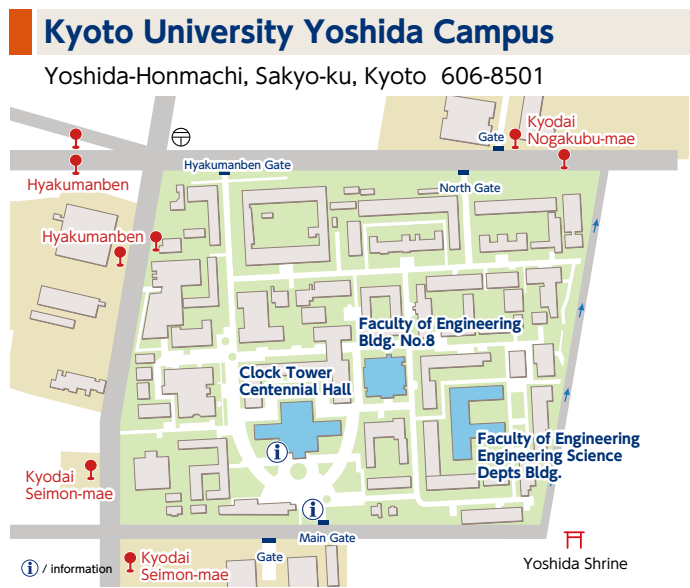 Kyoto University Yoshida Campus
Yoshida-Honmachi, Sakyo-ku, Kyoto 606-8501
Kyodai
Nogakubu-mae
Gate
Hyakumanben Gate
Hyakumanben
North Gate
Hyakumanben
Faculty of Engineering
Bldg. No.8
Clock Tower
Centennial Hall
Faculty of Engineering
Engineering Science
Depts Bldg.
i
Kyodai
Seimon-mae
i
Main Gate
Gate
Kyodai
Seimon-mae
i / information
Yoshida Shrine